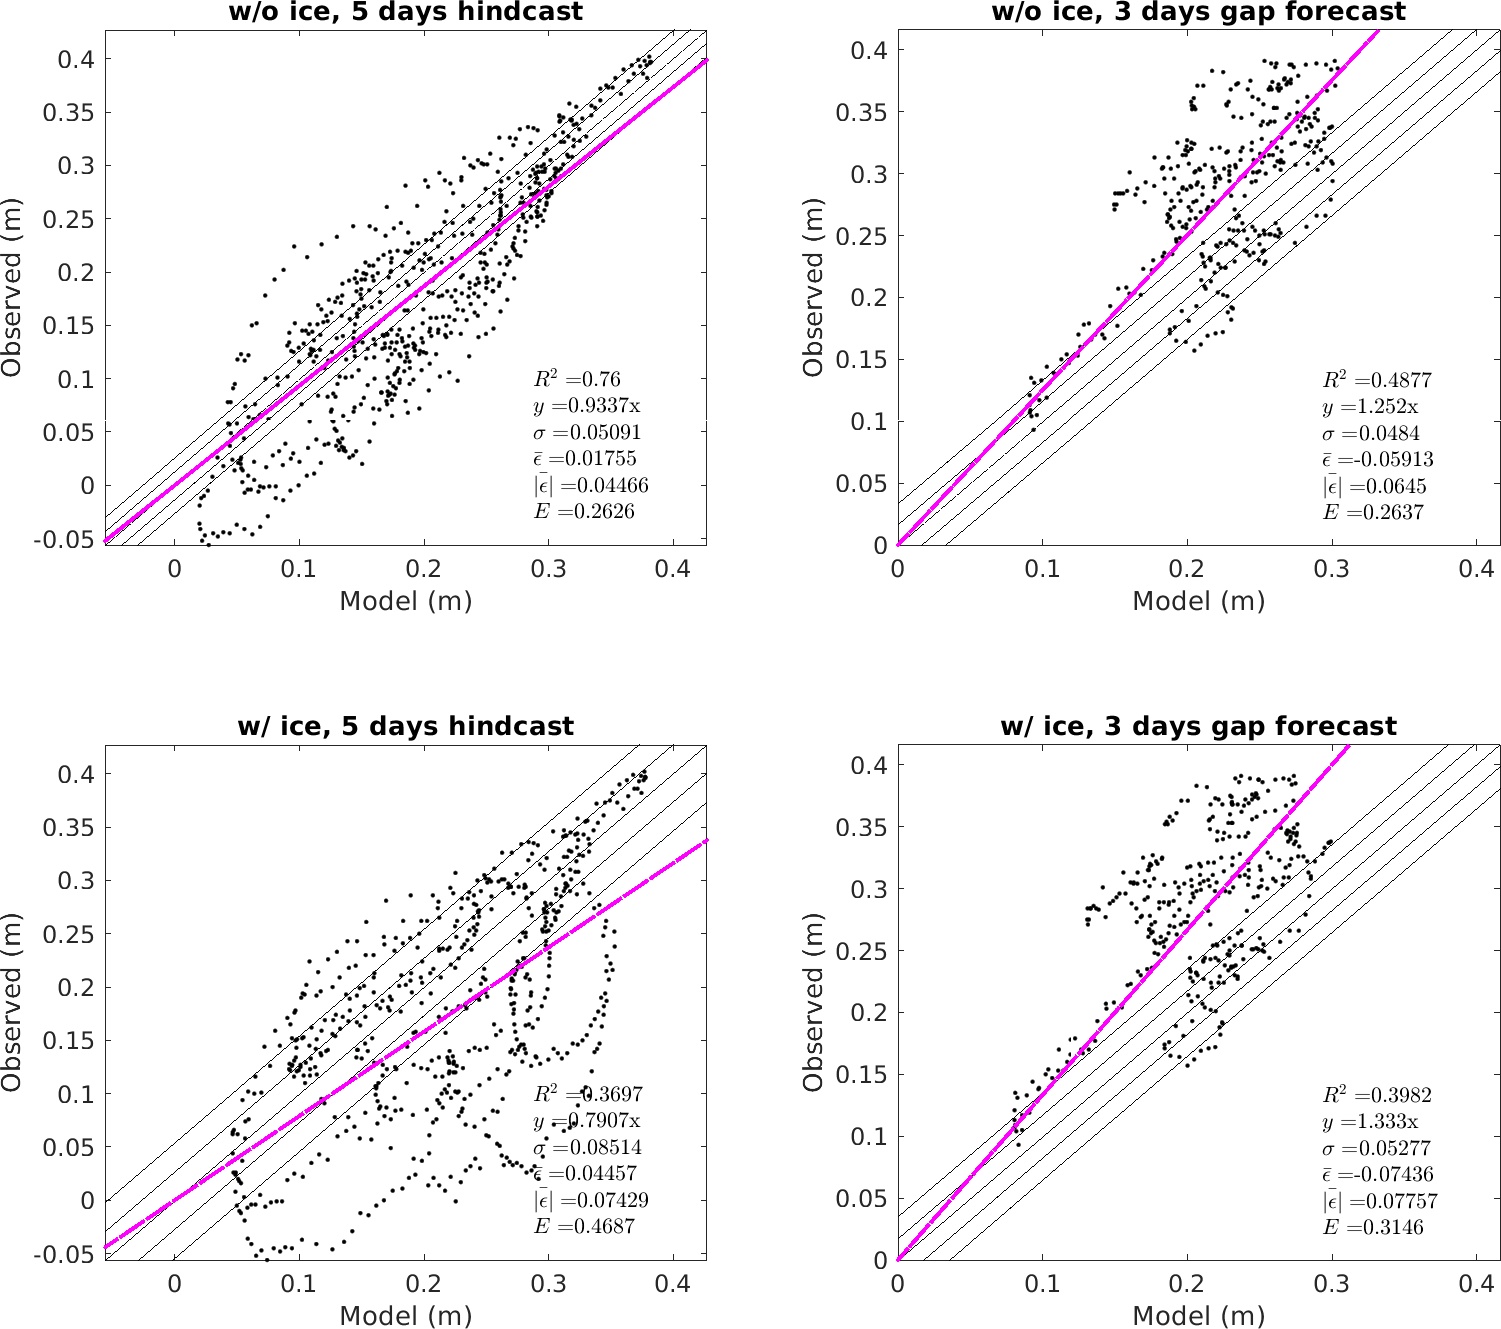 w/o ice, 5 days hindcast
0.4
0.35
0.3
0.25
0.2
0.15
0.1
0.05
0
-0.05
Observed (m)
R² =0.76
y =0.9337x
σ =0.05091
ε̄ =0.01755
|ε̄| =0.04466
E =0.2626
0 0.1 0.2 0.3 0.4
Model (m)
w/o ice, 3 days gap forecast
0.4
0.35
0.3
0.25
0.2
0.15
0.1
0.05
0
Observed (m)
R² =0.4877
y =1.252x
σ =0.0484
ε̄ =-0.05913
|ε̄| =0.0645
E =0.2637
0 0.1 0.2 0.3 0.4
Model (m)
w/ ice, 5 days hindcast
0.4
0.35
0.3
0.25
0.2
0.15
0.1
0.05
0
-0.05
Observed (m)
R² =0.3697
y =0.7907x
σ =0.08514
ε̄ =0.04457
|ε̄| =0.07429
E =0.4687
0 0.1 0.2 0.3 0.4
Model (m)
w/ ice, 3 days gap forecast
0.4
0.35
0.3
0.25
0.2
0.15
0.1
0.05
0
Observed (m)
R² =0.3982
y =1.333x
σ =0.05277
ε̄ =-0.07436
|ε̄| =0.07757
E =0.3146
0 0.1 0.2 0.3 0.4
Model (m)